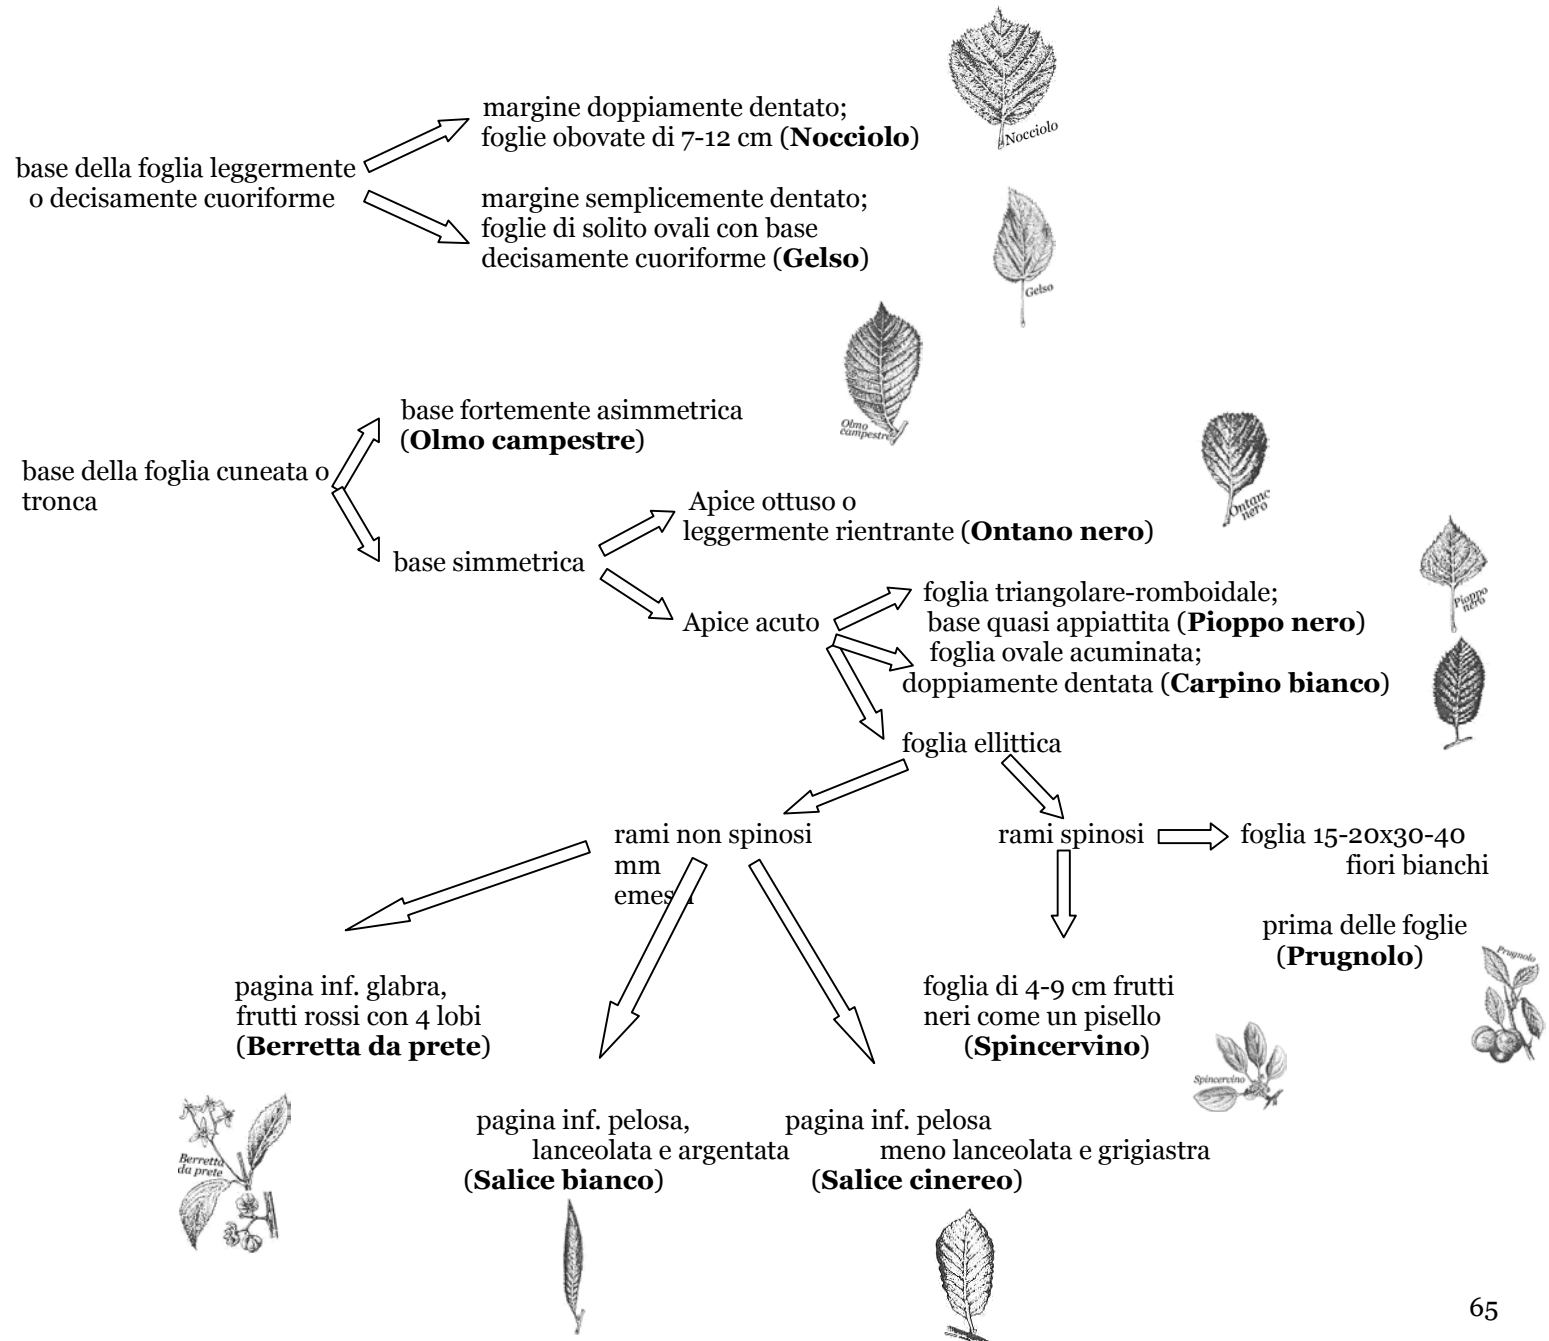 margine doppiamente dentato;
foglie obovate di 7-12 cm (Nocciolo)
Nocciolo
base della foglia leggermente
o decisamente cuoriforme
margine semplicemente dentato;
foglie di solito ovali con base
decisamente cuoriforme (Gelso)
Gelso
base fortemente asimmetrica
(Olmo campestre)
Olmo
campestre
base della foglia cuneata o
tronca
Apice ottuso o
leggermente rientrante (Ontano nero)
Ontano
nero
base simmetrica
Apice acuto
foglia triangolare-romboidale;
base quasi appiattita (Pioppo nero)
Pioppo
nero
foglia ovale acuminata;
doppiamente dentata (Carpino bianco)
foglia ellittica
rami non spinosi
mm
rami spinosi
foglia 15-20x30-40
fiori bianchi
prima delle foglie
(Prugnolo)
Prugnolo
pagina inf. glabra,
frutti rossi con 4 lobi
(Berretta da prete)
Berretta
da prete
foglia di 4-9 cm frutti
neri come un pisello
(Spincervino)
Spincervino
pagina inf. pelosa,
lanceolata e argentata
(Salice bianco)
pagina inf. pelosa
meno lanceolata e grigiastra
(Salice cinereo)
65